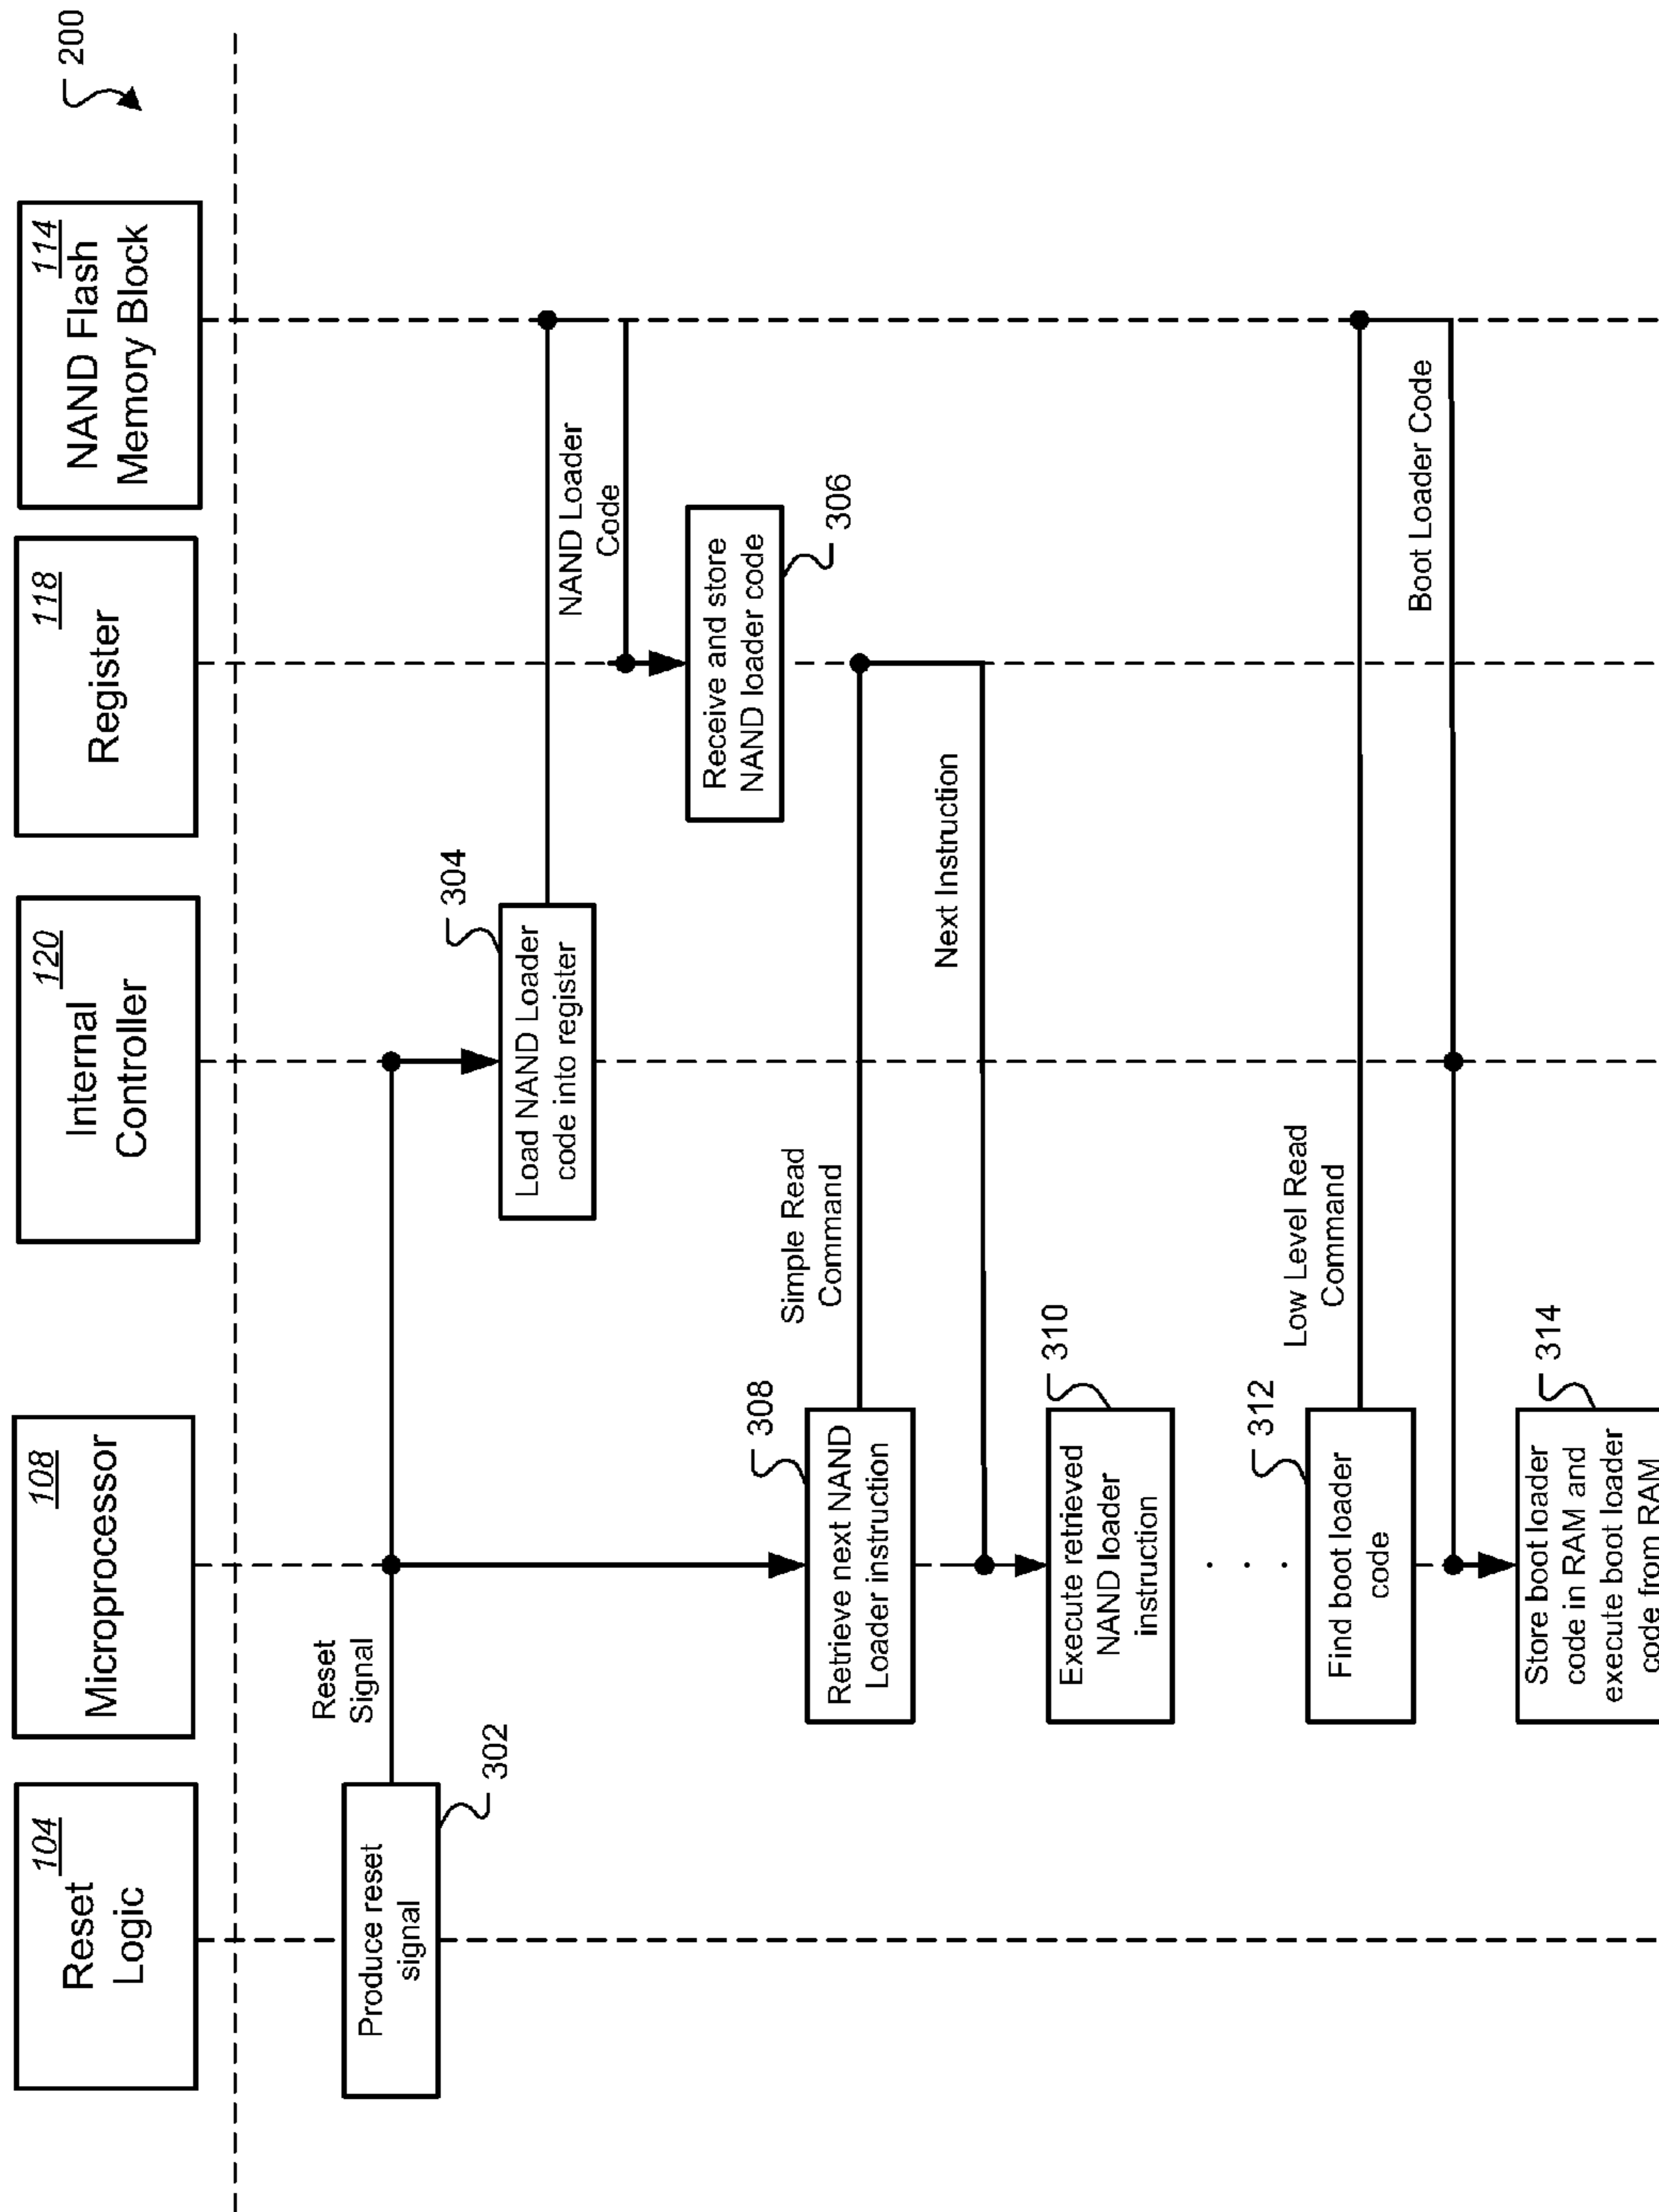 200
104
Reset
Logic
108
Microprocessor
120
Internal
Controller
118
Register
114
NAND Flash
Memory Block
Produce reset
signal
302
Reset
Signal
304
Load NAND Loader
code into register
NAND Loader
Code
Receive and store
NAND loader code
306
308
Retrieve next NAND
Loader instruction
Simple Read
Command
Next Instruction
310
Execute retrieved
NAND loader
instruction
. . .
312
Find boot loader
code
Low Level Read
Command
Boot Loader Code
314
Store boot loader
code in RAM and
execute boot loader
code from RAM